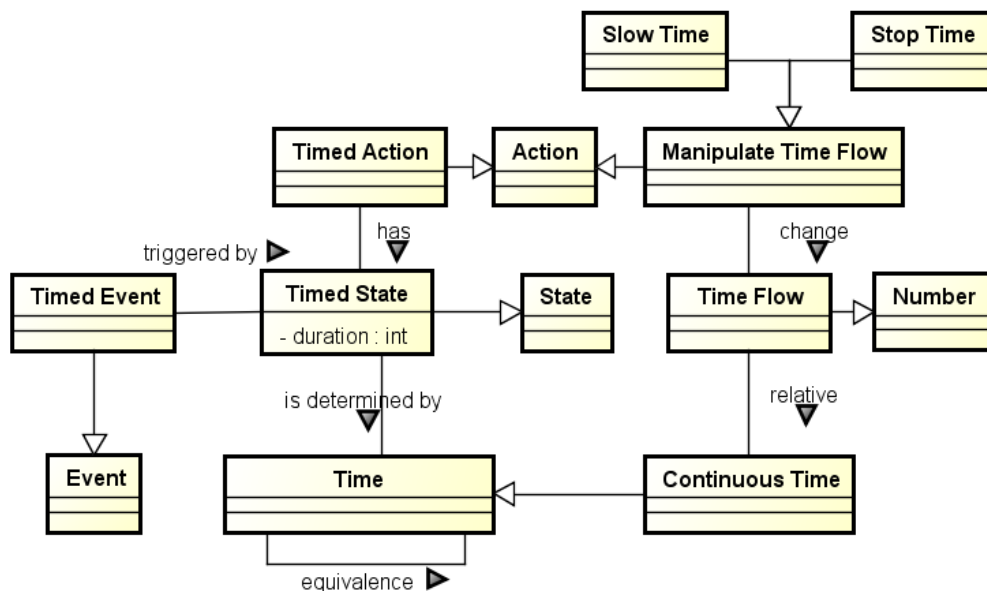 Slow Time
Stop Time
Timed Action
Action
Manipulate Time Flow
triggered by
has
change
Timed Event
Timed State
- duration : int
State
Time Flow
Number
is determined by
relative
Event
Time
Continuous Time
equivalence